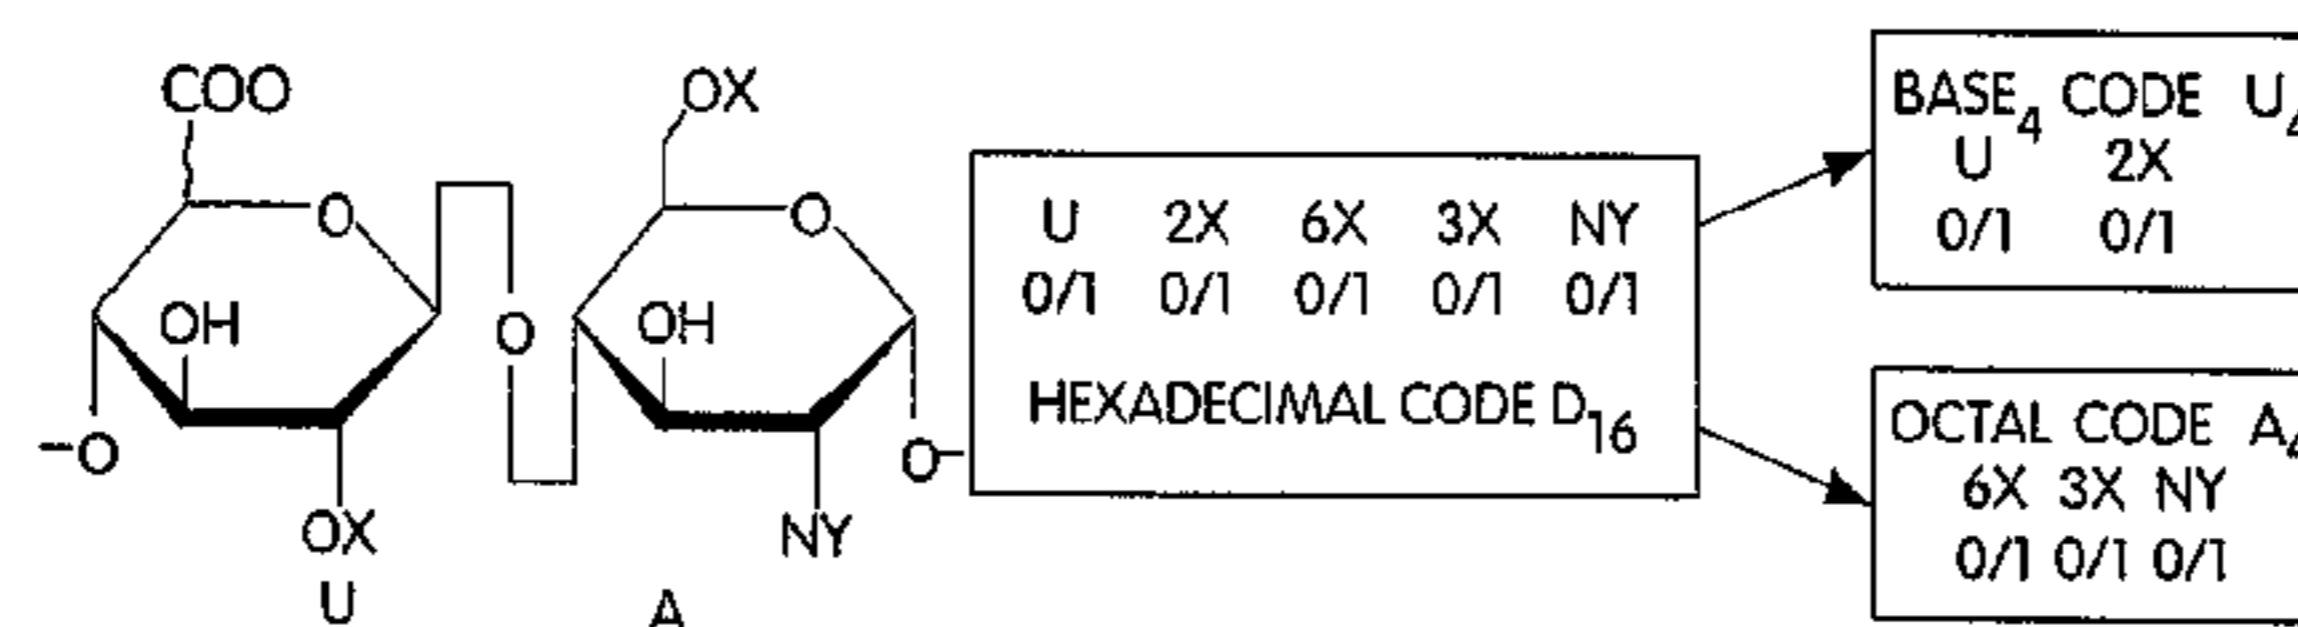 COO
OX
O
O
OH
OH
O
-O
O-
OX
NY
U
A
U 2X 6X 3X NY
0/1 0/1 0/1 0/1 0/1
HEXADECIMAL CODE D16
BASE4 CODE U
U 2X
0/1 0/1
OCTAL CODE A
6X 3X NY
0/1 0/1 0/1